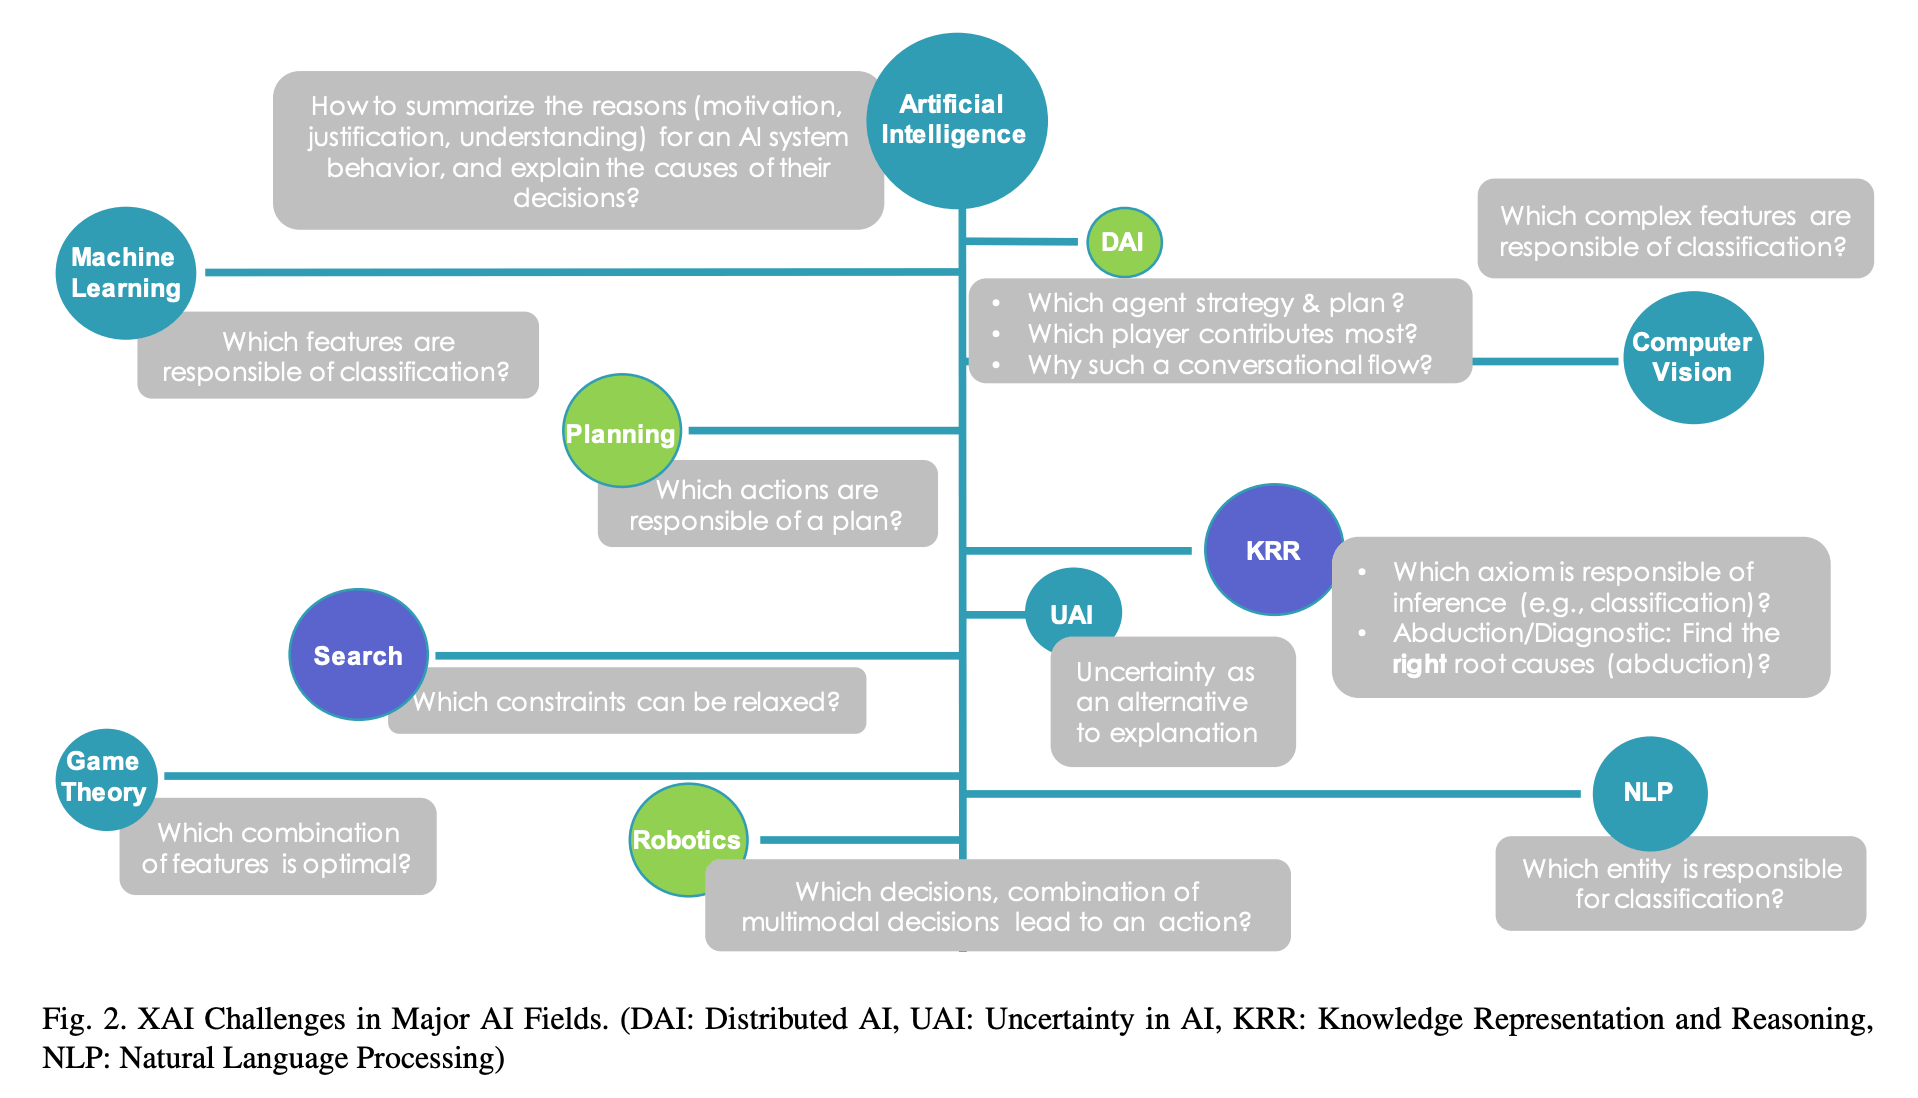 Artificial
Intelligence
How to summarize the reasons (motivation,
justification, understanding) for an AI system
behavior, and explain the causes of their
decisions?
DAI
• Which agent strategy & plan ?
• Which player contributes most?
• Why such a conversational flow?
Which complex features are
responsible of classification?
Computer
Vision
Machine
Learning
Which features are
responsible of classification?
Planning
Which actions are
responsible of a plan?
KRR
• Which axiom is responsible of
inference (e.g., classification)?
• Abduction/Diagnostic: Find the
right root causes (abduction)?
UAI
Uncertainty as
an alternative
to explanation
Search
Which constraints can be relaxed?
Game
Theory
Which combination
of features is optimal?
Robotics
Which decisions, combination of
multimodal decisions lead to an action?
NLP
Which entity is responsible
for classification?
Fig. 2. XAI Challenges in Major AI Fields. (DAI: Distributed AI, UAI: Uncertainty in AI, KRR: Knowledge Representation and Reasoning,
NLP: Natural Language Processing)